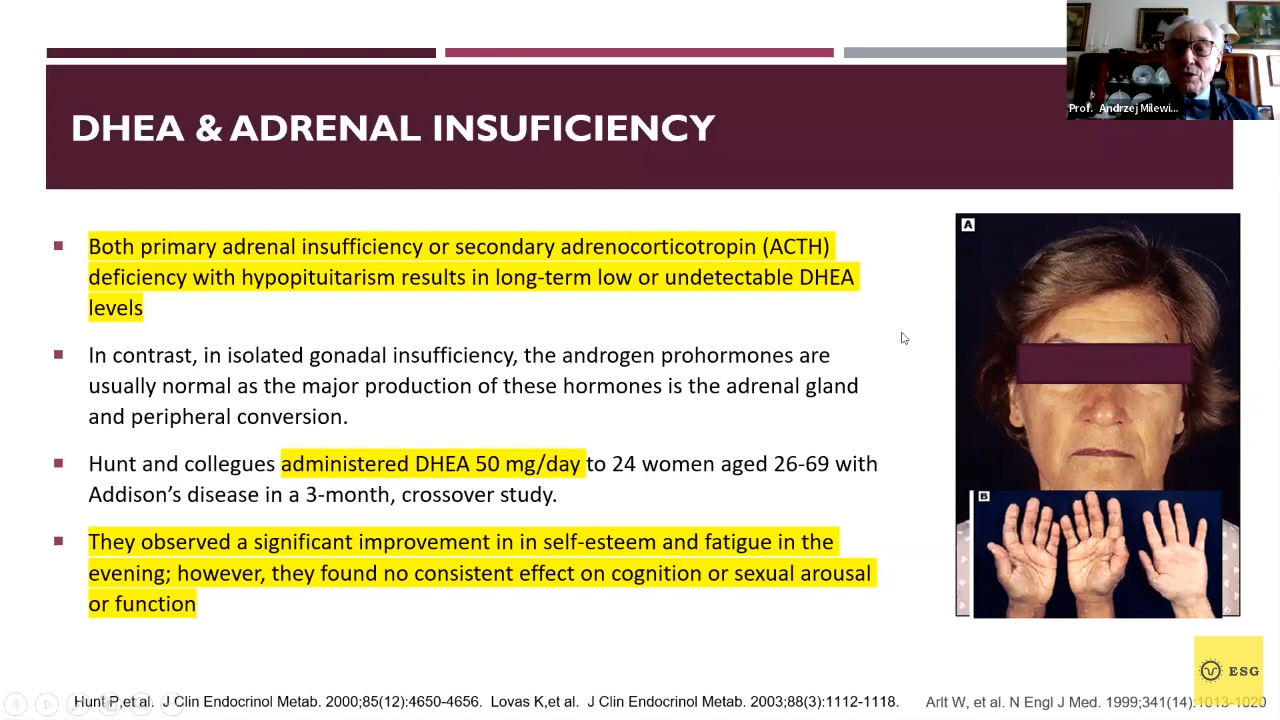 Prof. Andrzej Milewi...
DHEA & ADRENAL INSUFICIENCY
Both primary adrenal insufficiency or secondary adrenocorticotropin (ACTH)
deficiency with hypopituitarism results in long-term low or undetectable DHEA
levels
In contrast, in isolated gonadal insufficiency, the androgen prohormones are
usually normal as the major production of these hormones is the adrenal gland
and peripheral conversion.
Hunt and collegues administered DHEA 50 mg/day to 24 women aged 26-69 with
Addison's disease in a 3-month, crossover study.
They observed a significant improvement in in self-esteem and fatigue in the
evening; however, they found no consistent effect on cognition or sexual arousal
or function
A
B
ESG
Hunt P,et al. J Clin Endocrinol Metab. 2000;85(12):4650-4656. Lovas K,et al. J Clin Endocrinol Metab. 2003;88(3):1112-1118. Arlt W, et al. N Engl J Med. 1999;341(14):1013-1020